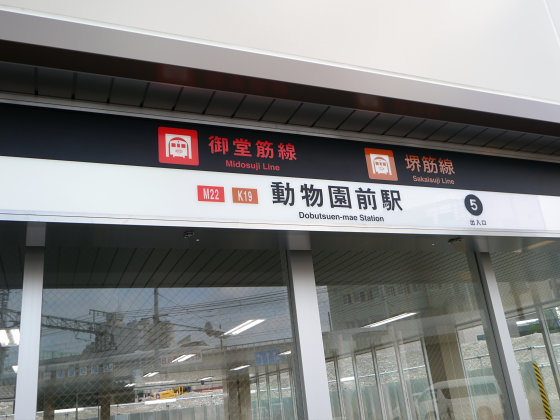 御堂筋線
Midosuji Line
堺筋線
Sakaisuji Line
M22 K19 動物園前駅
Dobutsuen-mae Station
5
出入口